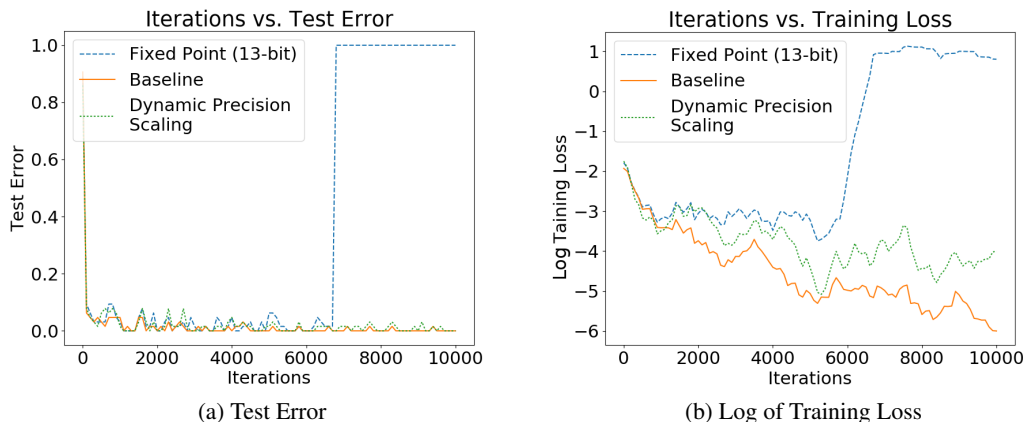 Iterations vs. Test Error
1.0
0.8
0.6
0.4
0.2
0.0
Test Error
Fixed Point (13-bit)
Baseline
Dynamic Precision
Scaling
0
2000
4000
6000
8000
10000
Iterations
(a) Test Error
Iterations vs. Training Loss
1
0
−1
−2
−3
−4
−5
−6
Log Taining Loss
Fixed Point (13-bit)
Baseline
Dynamic Precision
Scaling
0
2000
4000
6000
8000
10000
Iterations
(b) Log of Training Loss